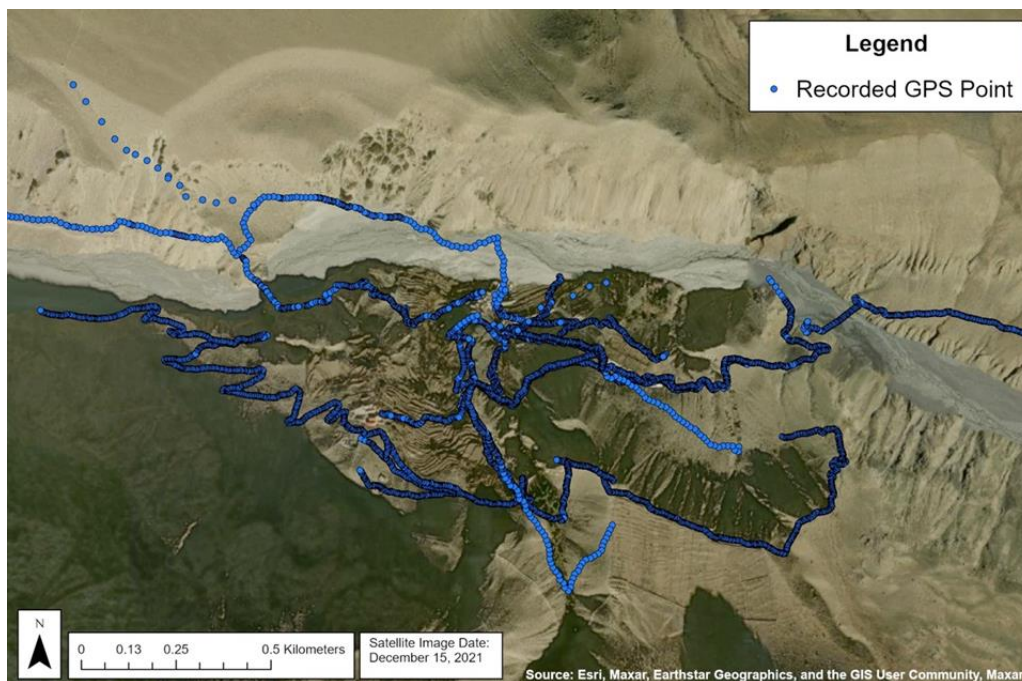 Legend
Recorded GPS Point
N
0 0.13 0.25 0.5 Kilometers
Satellite Image Date:
December 15, 2021
Source: Esri, Maxar, Earthstar Geographics, and the GIS User Community, Maxar